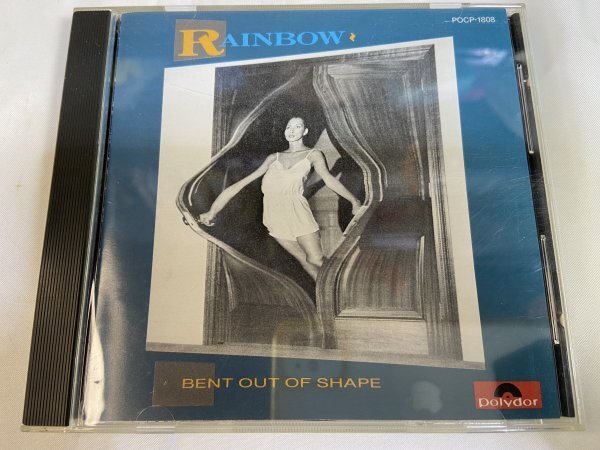 POCP-1808
RAINBOW
BENT OUT OF SHAPE
polydor